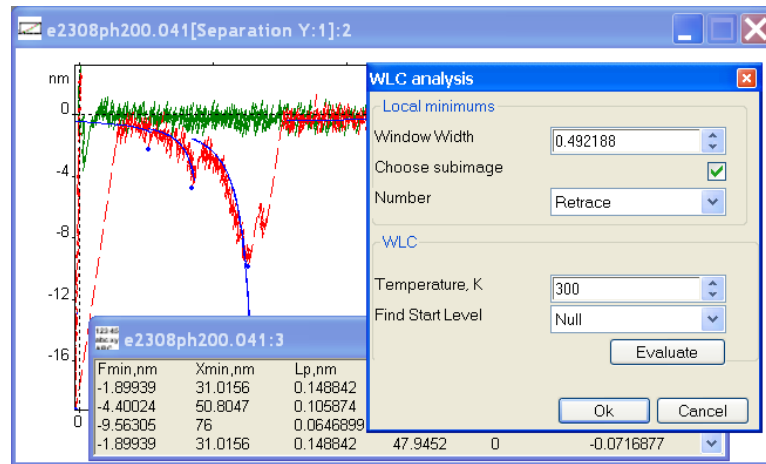 e2308ph200.041[Separation Y:1]:2
nm
0
-4
-8
-12
-16
0
WLC analysis
Local minimums
Window Width 0.492188
Choose subimage
Number Retrace
WLC
Temperature, K 300
Find Start Level Null
Evaluate
Ok Cancel
e2308ph200.041:3
Fmin,nm Xmin,nm Lp,nm
-1.89939 31.0156 0.148842
-4.40024 50.8047 0.105874
-9.56305 76 0.0646899
-1.89939 31.0156 0.148842 47.9452 0 -0.0716877